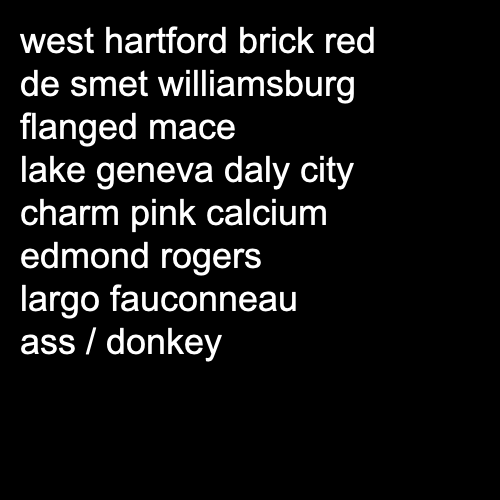 west hartford brick red
de smet williamsburg
flanged mace
lake geneva daly city
charm pink calcium
edmond rogers
largo fauconneau
ass / donkey